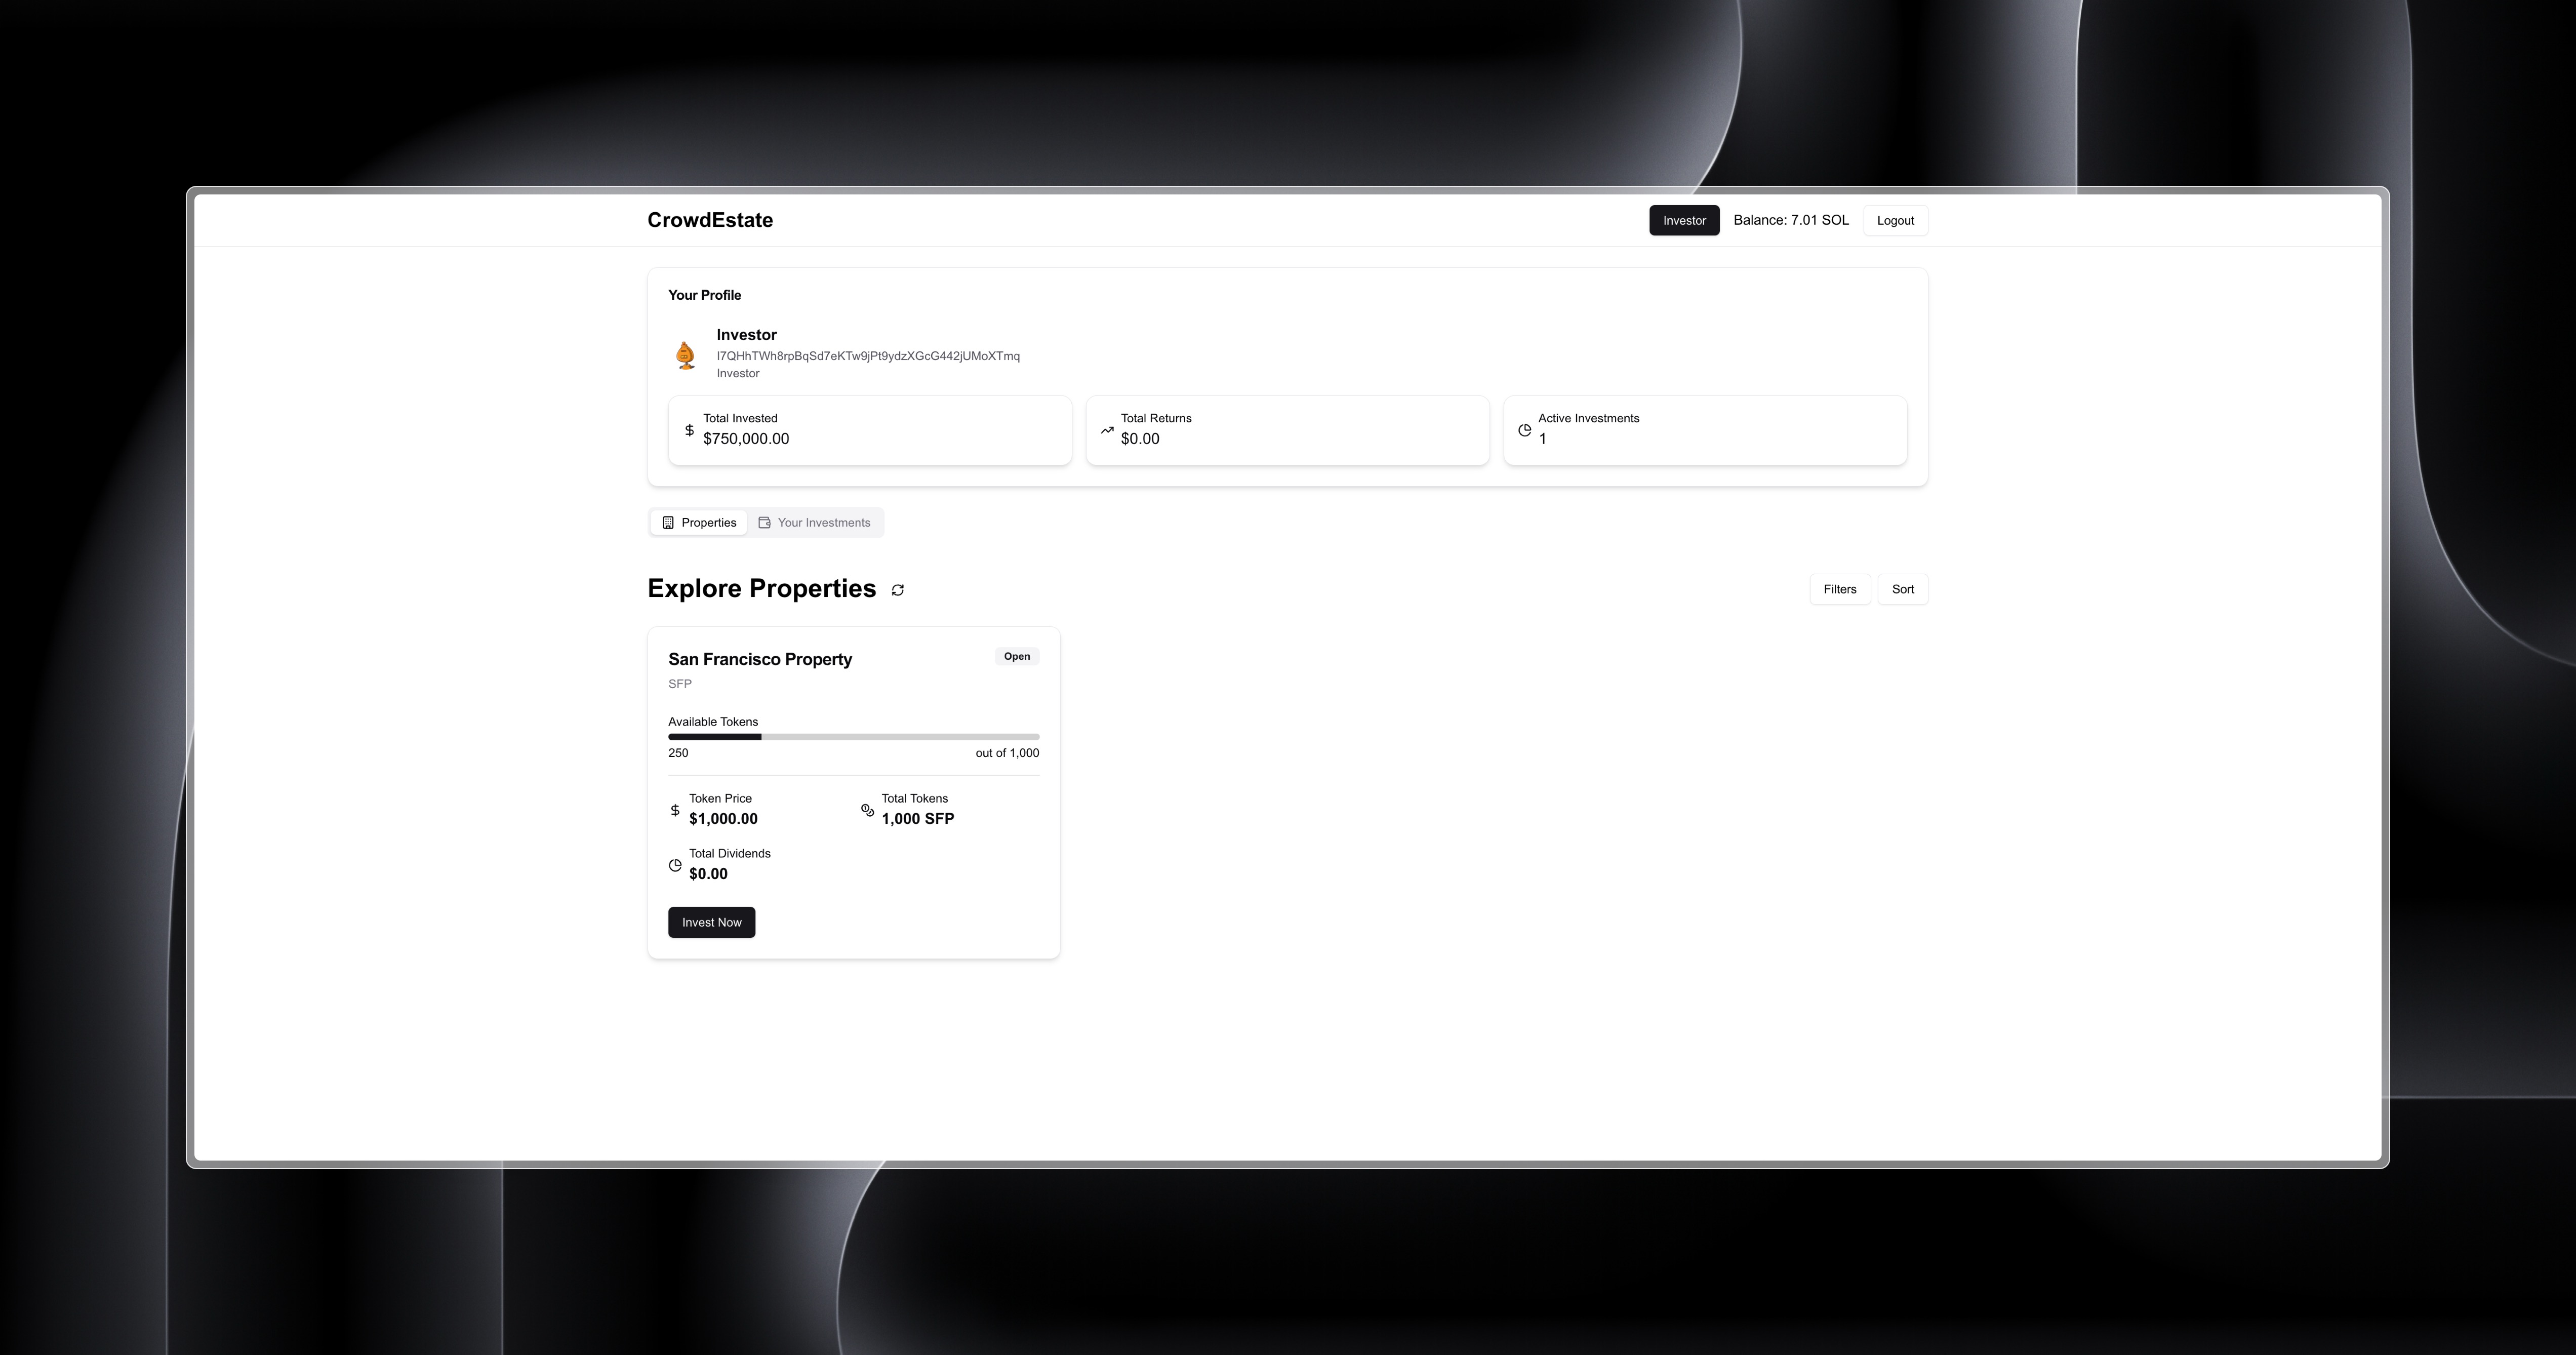 CrowdEstate
Investor
Balance: 7.01 SOL
Logout
Your Profile
Investor
I7QHhTWh8rpBqSd7eKTw9jPt9ydzXGcG442jUMoXTmq
Investor
Total Invested
$750,000.00
Total Returns
$0.00
Active Investments
1
Properties
Your Investments
Explore Properties
Filters
Sort
San Francisco Property
Open
SFP
Available Tokens
250
out of 1,000
Token Price
$1,000.00
Total Tokens
1,000 SFP
Total Dividends
$0.00
Invest Now